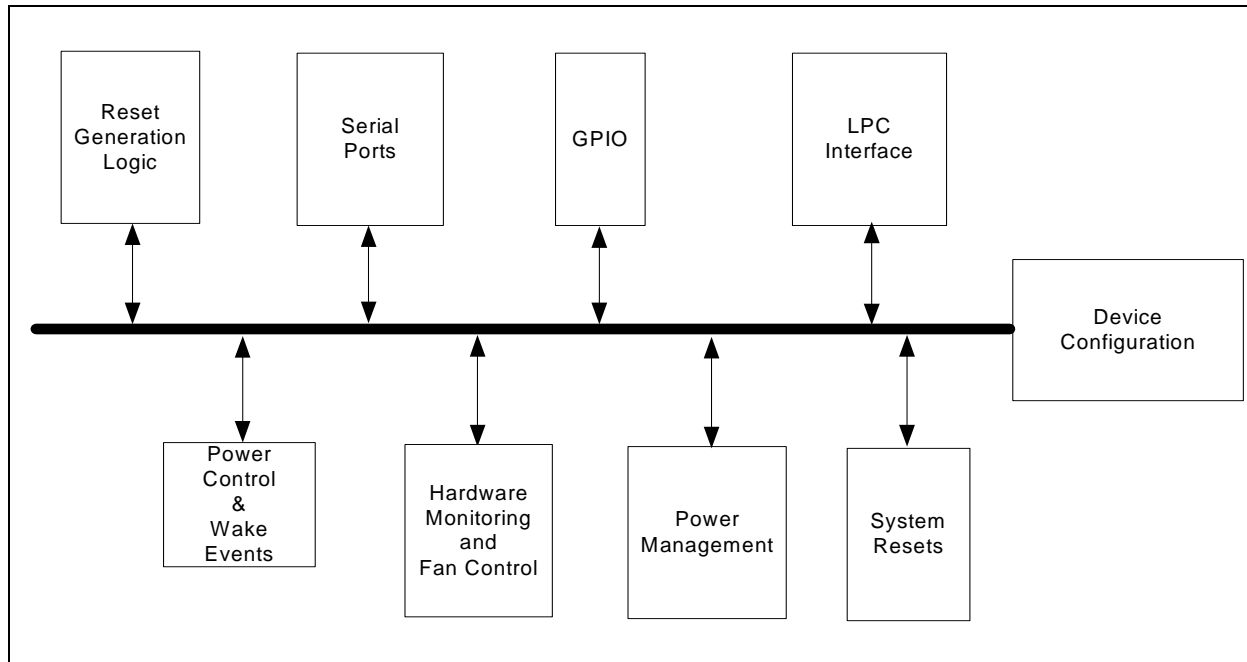 Reset
Generation
Logic
Serial
Ports
GPIO
LPC
Interface
Device
Configuration
Power
Control
&
Wake
Events
Hardware
Monitoring
and
Fan Control
Power
Management
System
Resets